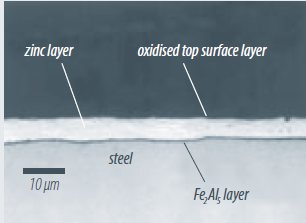 zinc layer
oxidised top surface layer
steel
10 µm
Fe₂Al₅ layer